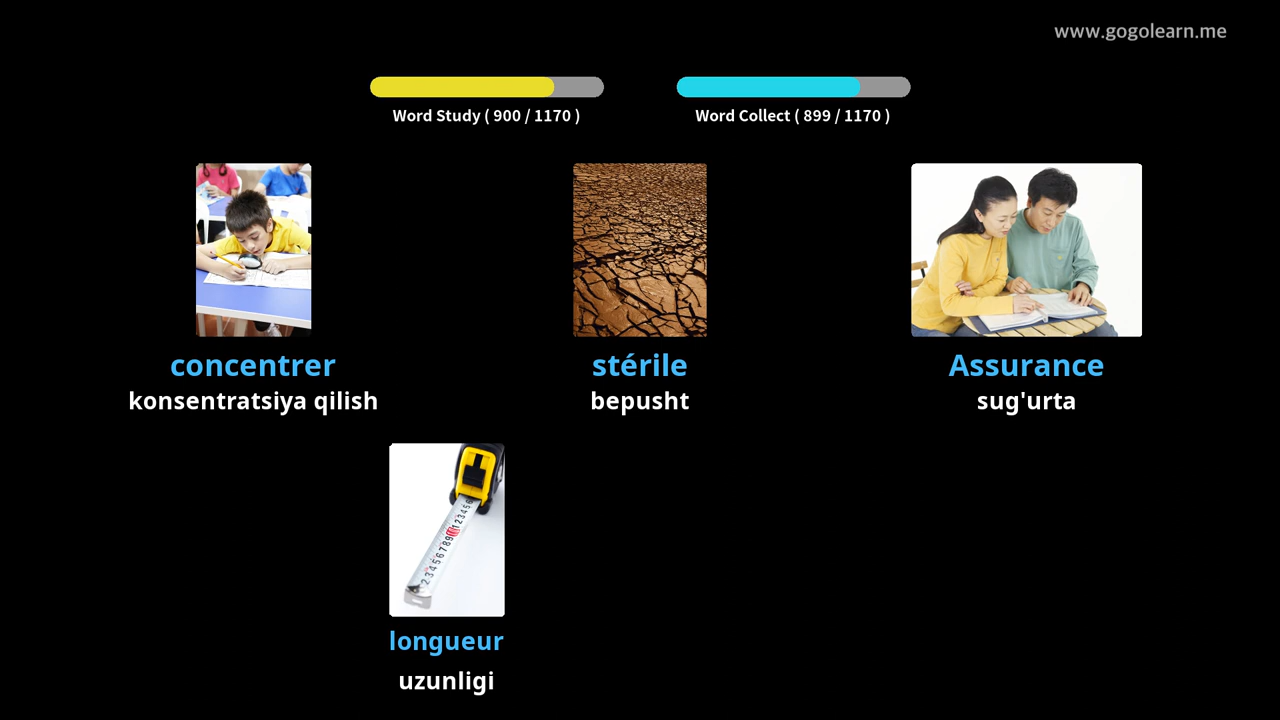 www.gogolearn.me
Word Study ( 900 / 1170 )
Word Collect ( 899 / 1170 )
concentrer
konsentratsiya qilish
stérile
bepusht
Assurance
sug'urta
longueur
uzunligi